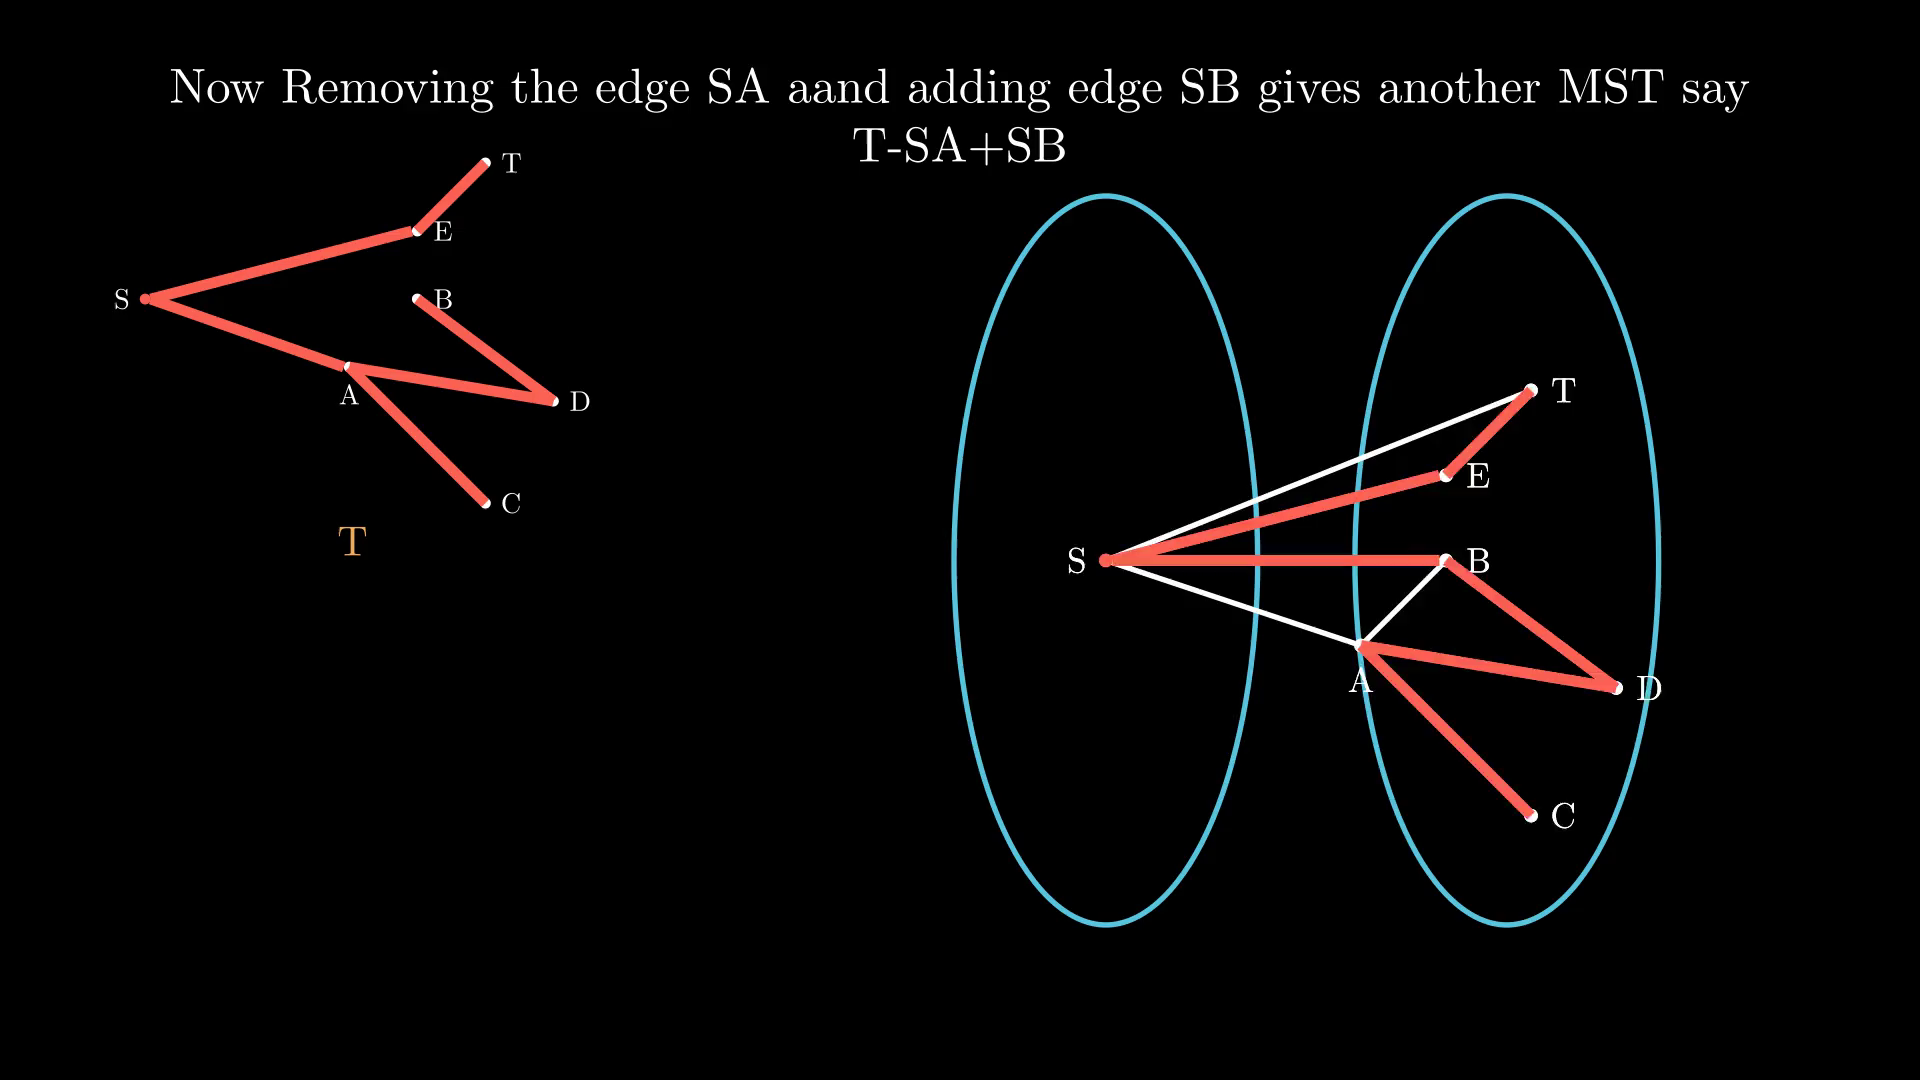 Now Removing the edge SA aand adding edge SB gives another MST say
T-SA+SB
T
E
S
B
A
D
C
T
T
E
S
B
A
D
C